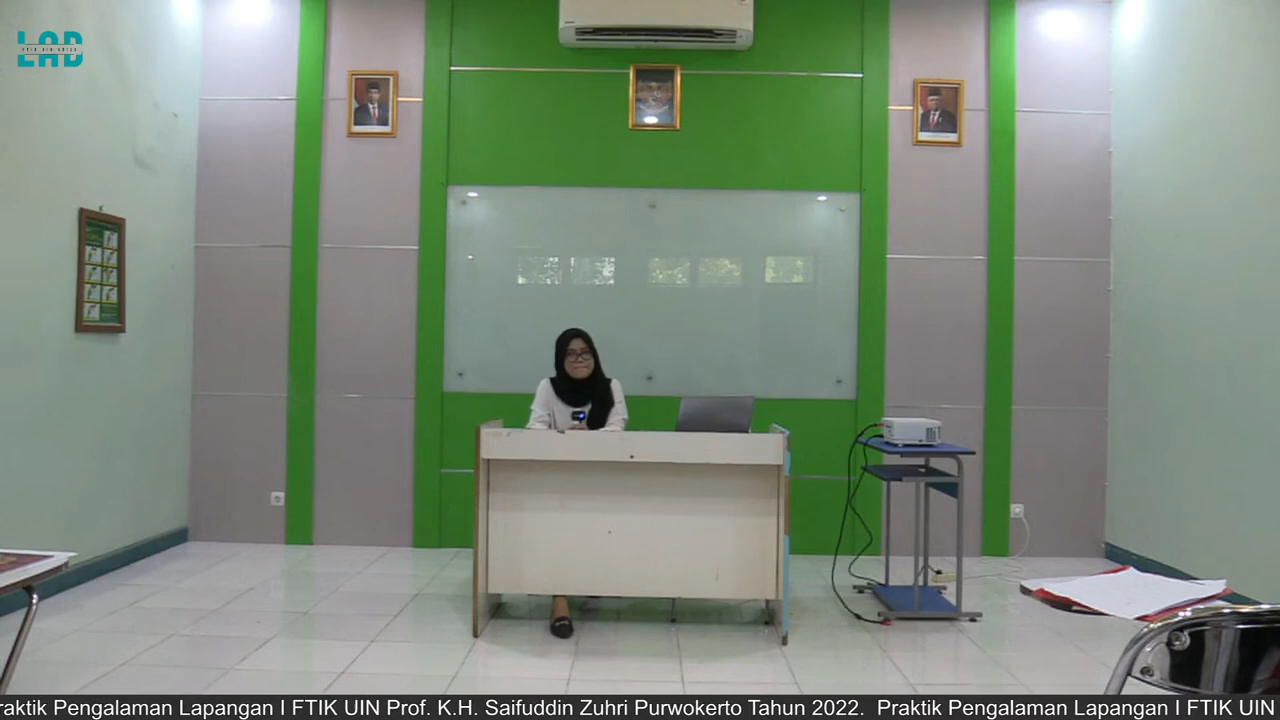 LAB
raktik Pengalaman Lapangan I FTIK UIN Prof. K.H. Saifuddin Zuhri Purwokerto Tahun 2022. Praktik Pengalaman Lapangan I FTIK UIN